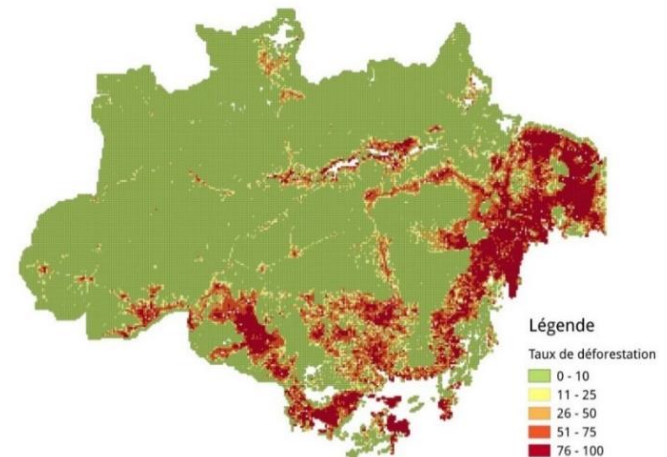 Légende
Taux de déforestation
0 - 10
11 - 25
26 - 50
51 - 75
76 - 100